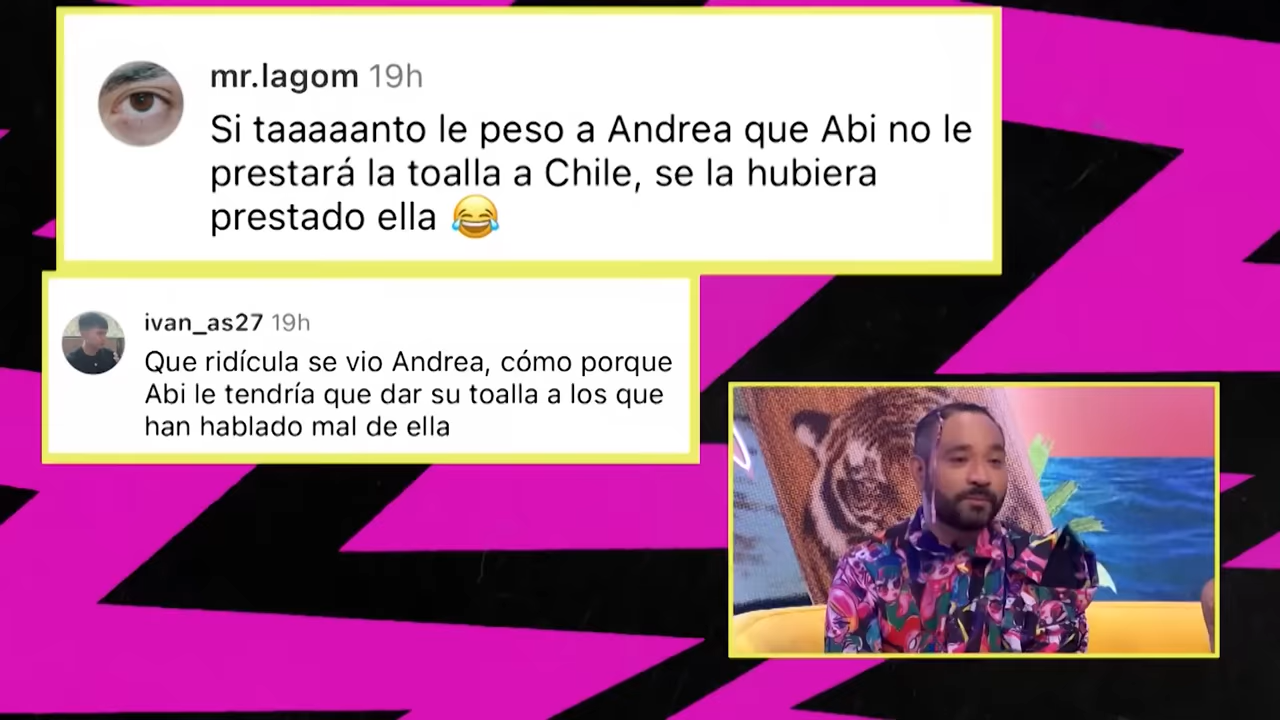 mr.lagom 19h
Si taaaaanto le peso a Andrea que Abi no le
prestará la toalla a Chile, se la hubiera
prestado ella 😂
ivan_as27 19h
Que ridícula se vio Andrea, cómo porque
Abi le tendría que dar su toalla a los que
han hablado mal de ella